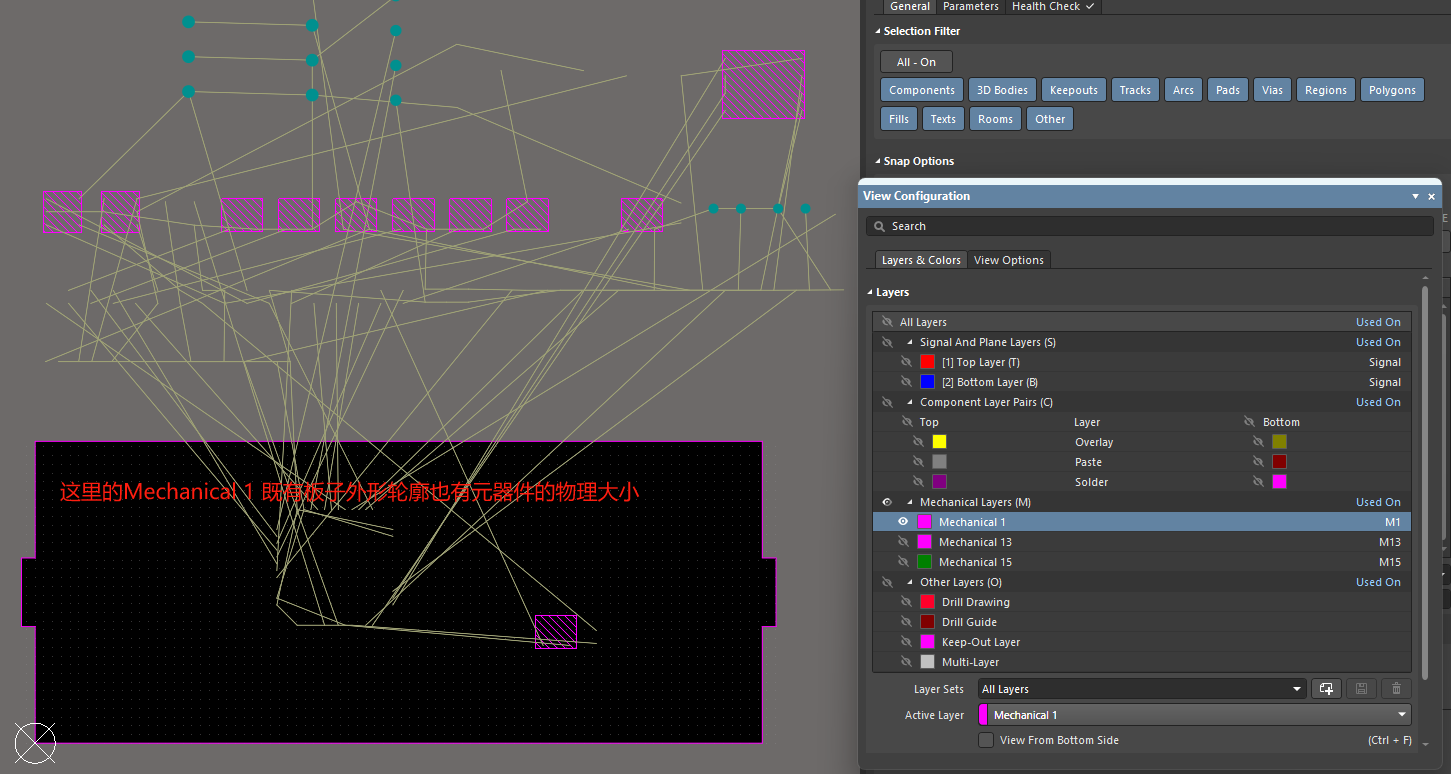 General Parameters Health Check
Selection Filter
All - On
Components 3D Bodies Keepouts Tracks Arcs Pads Vias Regions Polygons
Fills Texts Rooms Other
Snap Options
View Configuration
Search
Layers & Colors View Options
Layers
All Layers Used On
Signal And Plane Layers (S) Used On
[1] Top Layer (T) Signal
[2] Bottom Layer (B) Signal
Component Layer Pairs (C) Used On
Top Layer Bottom
Overlay
Paste
Solder
Mechanical Layers (M) Used On
Mechanical 1 M1
Mechanical 13 M13
Mechanical 15 M15
Other Layers (O) Used On
Drill Drawing
Drill Guide
Keep-Out Layer
Multi-Layer
Layer Sets All Layers
Active Layer Mechanical 1
View From Bottom Side (Ctrl + F)
这里的Mechanical 1 既有板子外形轮廓也有元器件的物理大小